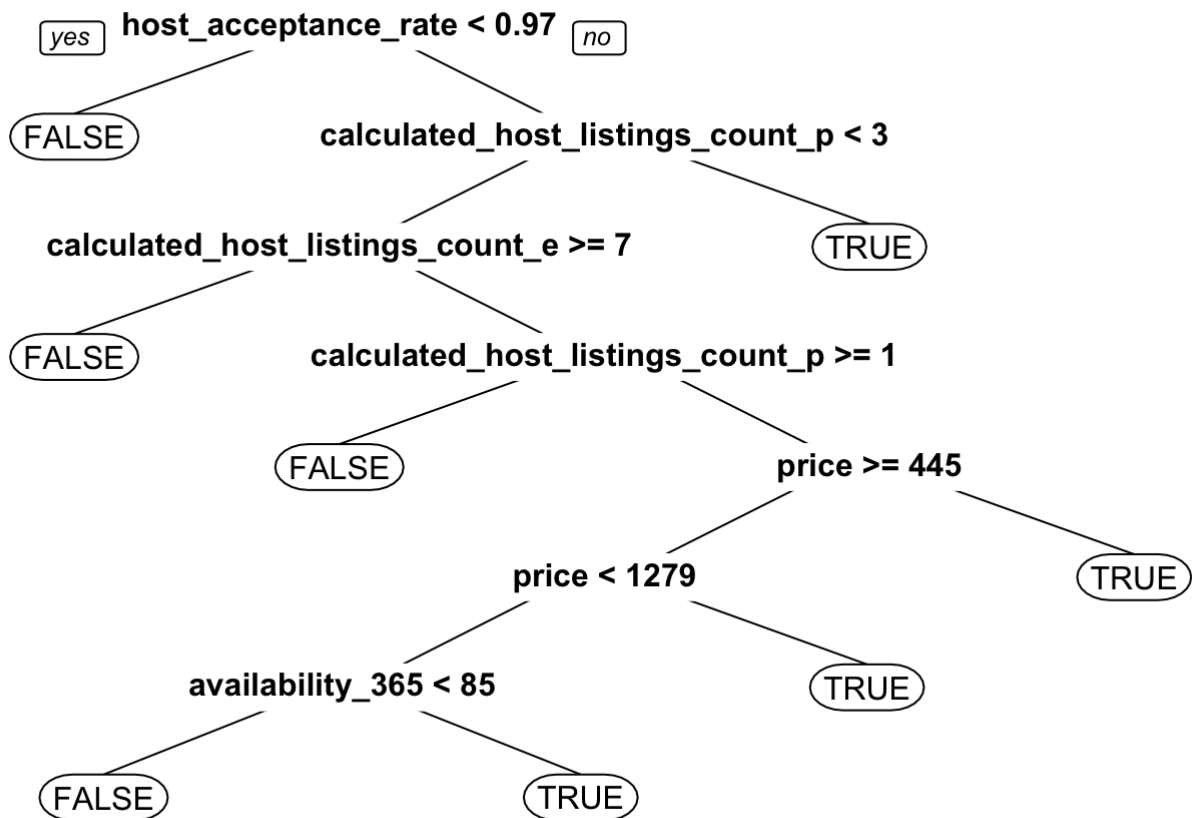 yes host_acceptance_rate < 0.97 no
FALSE calculated_host_listings_count_p < 3
calculated_host_listings_count_e >= 7 TRUE
FALSE calculated_host_listings_count_p >= 1
FALSE price >= 445
price < 1279 TRUE
availability_365 < 85 TRUE
FALSE TRUE